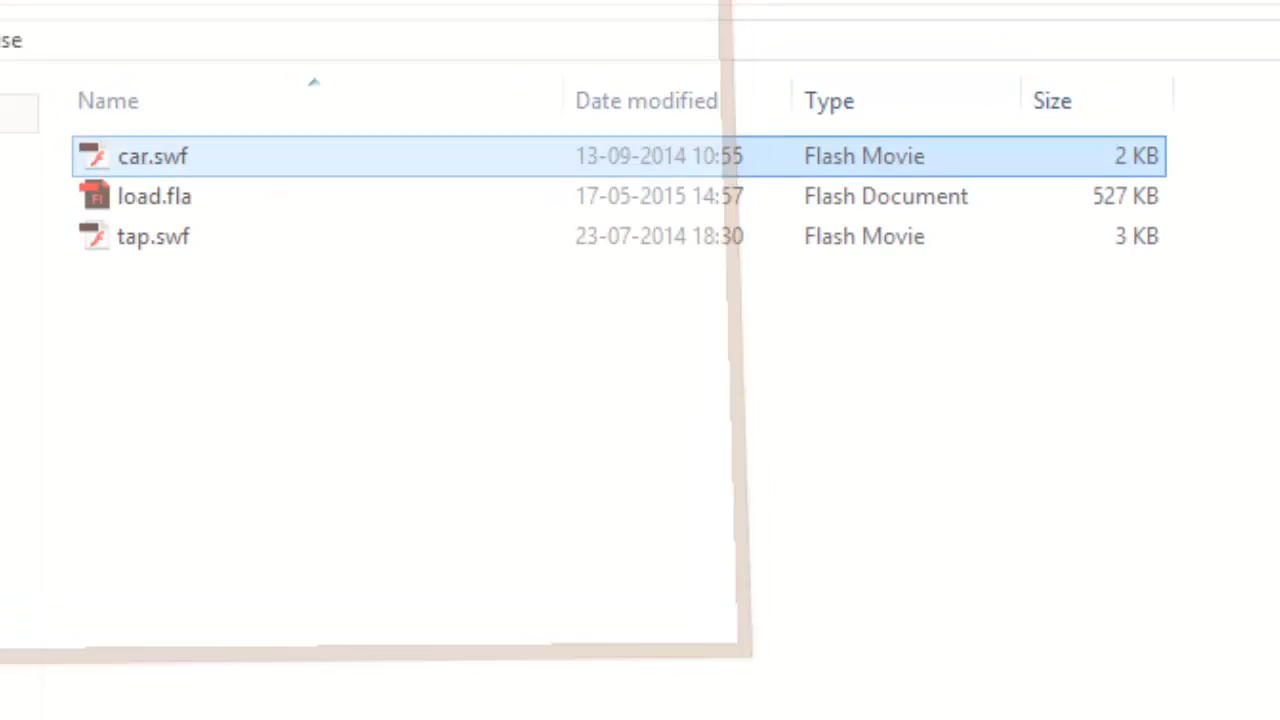 se
Name Date modified Type Size
car.swf 13-09-2014 10:55 Flash Movie 2 KB
load.fla 17-05-2015 14:57 Flash Document 527 KB
tap.swf 23-07-2014 18:30 Flash Movie 3 KB